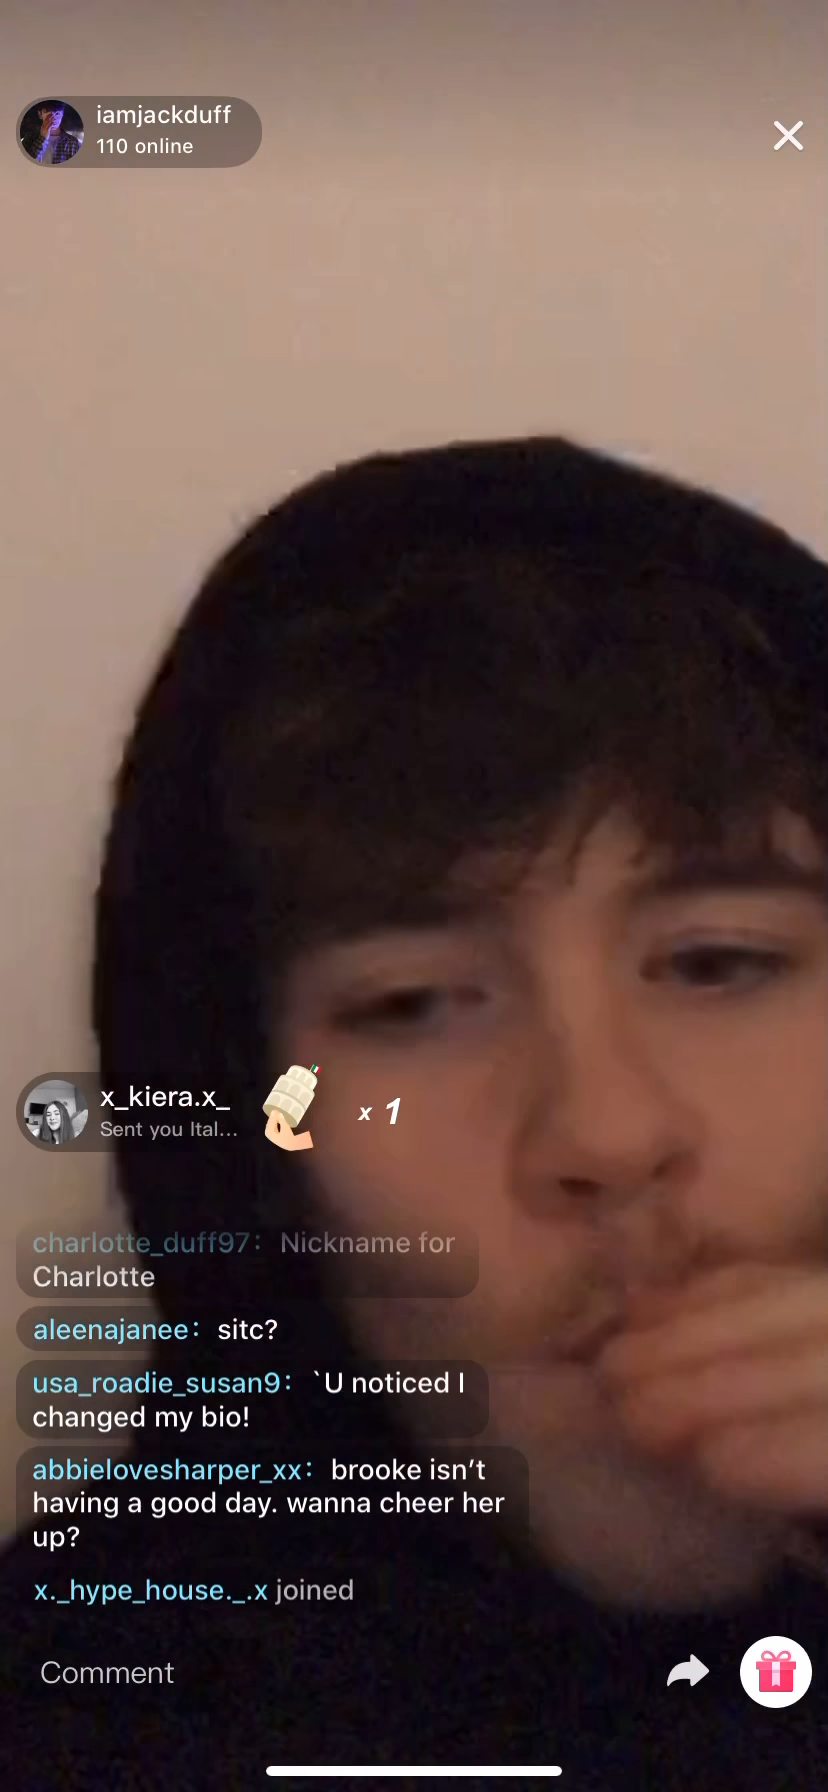 iamjackduff
110 online
x_kiera.x_
Sent you Ital...
x 1
charlotte_duff97: Nickname for
Charlotte
aleenajanee: sitc?
usa_roadie_susan9: `U noticed I
changed my bio!
abbielovesharper_xx: brooke isn’t
having a good day. wanna cheer her
up?
x._hype_house._.x joined
Comment